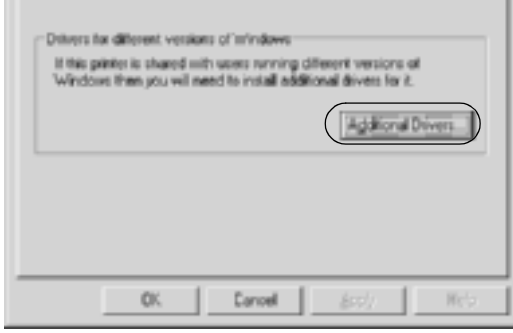 Drivers for different versions of Windows
If this printer is shared with users running different versions of
Windows then you will need to install additional drivers for it.
Additional Drivers...
OK Cancel Apply Help